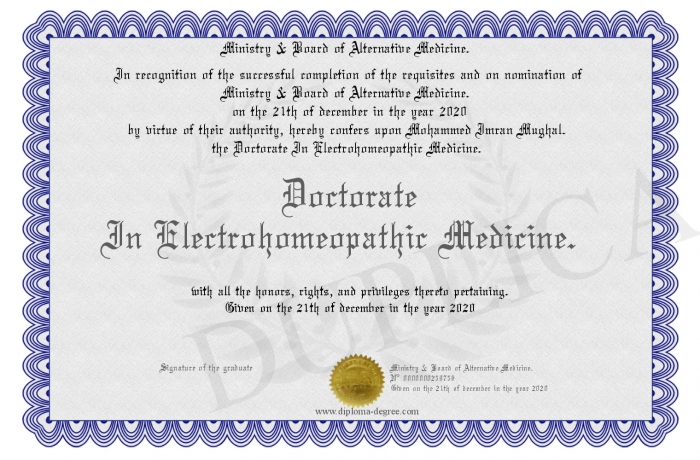 Ministry & Board of Alternative Medicine.
In recognition of the successful completion of the requisites and on nomination of
Ministry & Board of Alternative Medicine.
on the 21th of december in the year 2020
by virtue of their authority, hereby confers upon Mohammed Imran Mughal.
the Doctorate In Electrohomeopathic Medicine.
Doctorate
In Electrohomeopathic Medicine.
with all the honors, rights, and privileges thereto pertaining.
Given on the 21th of december in the year 2020
DUPLICA
Signature of the graduate
Ministry & Board of Alternative Medicine.
Given on the 21th of december in the year 2020
www.diploma-degree.com